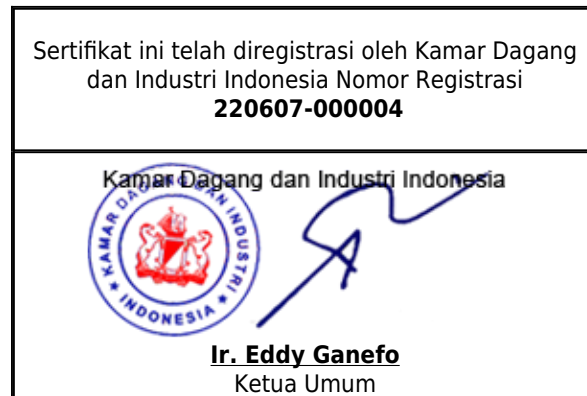 Sertifikat ini telah diregistrasi oleh Kamar Dagang
dan Industri Indonesia Nomor Registrasi
220607-000004
Kamar Dagang dan Industri Indonesia
KAMAR DAGANG DAN INDUSTRI
INDONESIA
Ir. Eddy Ganefo
Ketua Umum